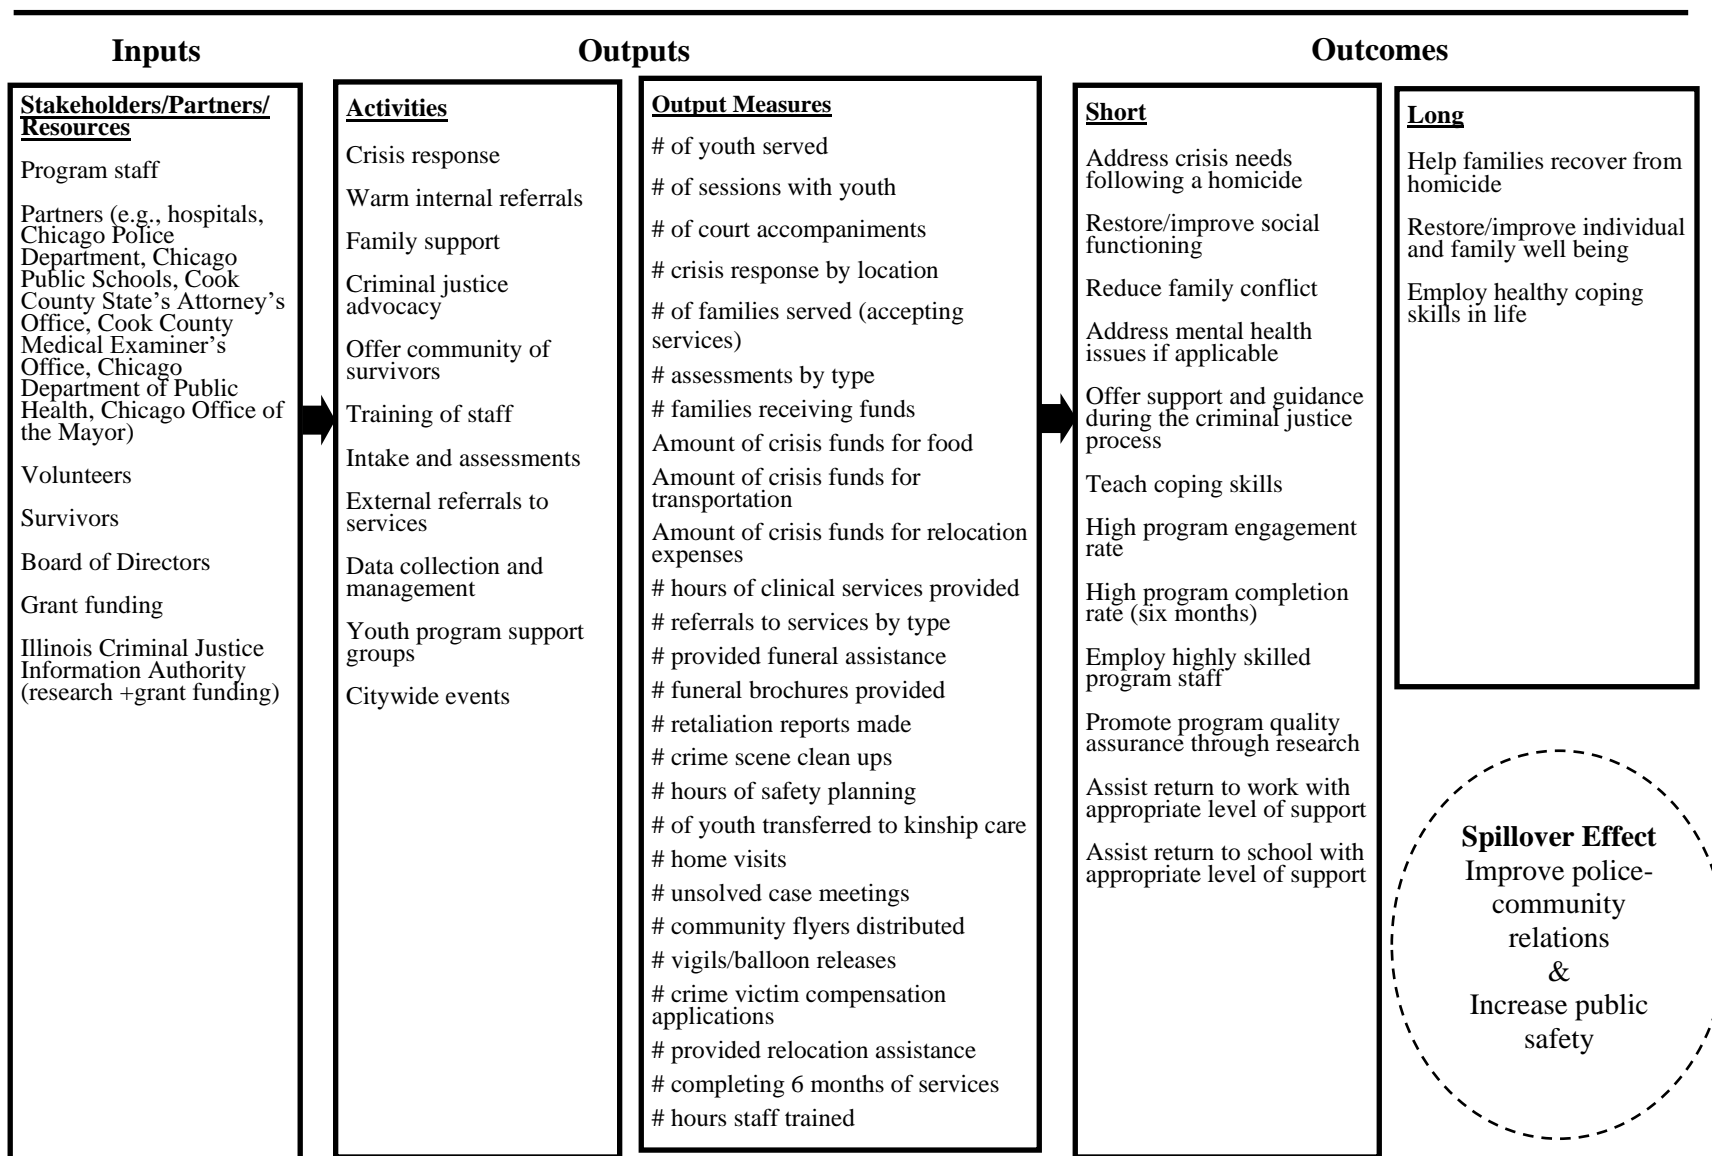 Inputs
Outputs
Outcomes
Stakeholders/Partners/
Resources
Program staff
Partners (e.g., hospitals,
Chicago Police
Department, Chicago
Public Schools, Cook
County State’s Attorney’s
Office, Cook County
Medical Examiner’s
Office, Chicago
Department of Public
Health, Chicago Office of
the Mayor)
Volunteers
Survivors
Board of Directors
Grant funding
Illinois Criminal Justice
Information Authority
(research +grant funding)
Activities
Crisis response
Warm internal referrals
Family support
Criminal justice
advocacy
Offer community of
survivors
Training of staff
Intake and assessments
External referrals to
services
Data collection and
management
Youth program support
groups
Citywide events
Output Measures
# of youth served
# of sessions with youth
# of court accompaniments
# crisis response by location
# of families served (accepting
services)
# assessments by type
# families receiving funds
Amount of crisis funds for food
Amount of crisis funds for
transportation
Amount of crisis funds for relocation
expenses
# hours of clinical services provided
# referrals to services by type
# provided funeral assistance
# funeral brochures provided
# retaliation reports made
# crime scene clean ups
# hours of safety planning
# of youth transferred to kinship care
# home visits
# unsolved case meetings
# community flyers distributed
# vigils/balloon releases
# crime victim compensation
applications
# provided relocation assistance
# completing 6 months of services
# hours staff trained
Short
Address crisis needs
following a homicide
Restore/improve social
functioning
Reduce family conflict
Address mental health
issues if applicable
Offer support and guidance
during the criminal justice
process
Teach coping skills
High program engagement
rate
High program completion
rate (six months)
Employ highly skilled
program staff
Promote program quality
assurance through research
Assist return to work with
appropriate level of support
Assist return to school with
appropriate level of support
Long
Help families recover from
homicide
Restore/improve individual
and family well being
Employ healthy coping
skills in life
Spillover Effect
Improve police-
community
relations
&
Increase public
safety